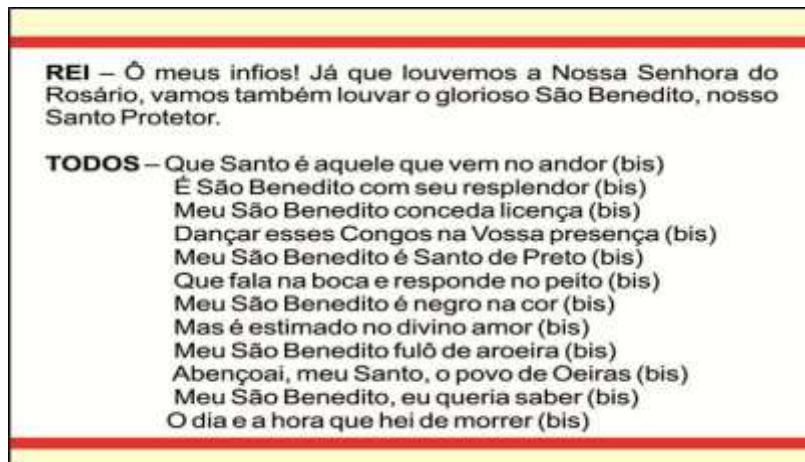 REI – Ô meus infios! Já que louvemos a Nossa Senhora do
Rosário, vamos também louvar o glorioso São Benedito, nosso
Santo Protetor.
TODOS – Que Santo é aquele que vem no andor (bis)
É São Benedito com seu resplendor (bis)
Meu São Benedito conceda licença (bis)
Dançar esses Congos na Vossa presença (bis)
Meu São Benedito é Santo de Preto (bis)
Que fala na boca e responde no peito (bis)
Meu São Benedito é negro na cor (bis)
Mas é estimado no divino amor (bis)
Meu São Benedito fulô de aroeira (bis)
Abençoai, meu Santo, o povo de Oeiras (bis)
Meu São Benedito, eu queria saber (bis)
O dia e a hora que hei de morrer (bis)